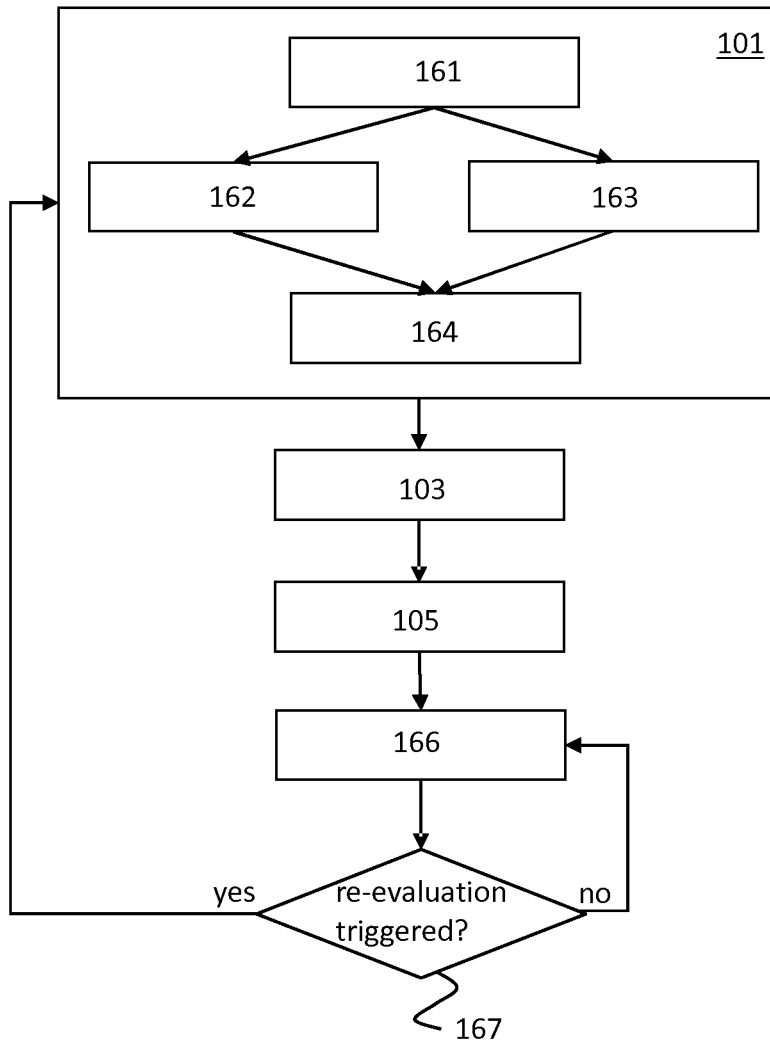 101
161
162
163
164
103
105
166
yes
re-evaluation
triggered?
no
167